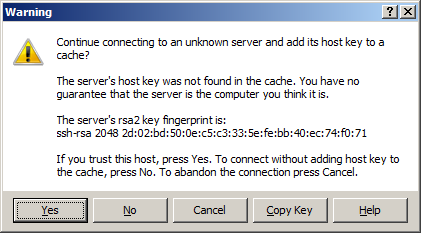 Warning
Continue connecting to an unknown server and add its host key to a
cache?
The server's host key was not found in the cache. You have no
guarantee that the server is the computer you think it is.
The server's rsa2 key fingerprint is:
ssh-rsa 2048 2d:02:bd:50:0e:c5:c3:33:5e:fe:bb:40:ec:74:f0:71
If you trust this host, press Yes. To connect without adding host key to
the cache, press No. To abandon the connection press Cancel.
Yes
No
Cancel
Copy Key
Help